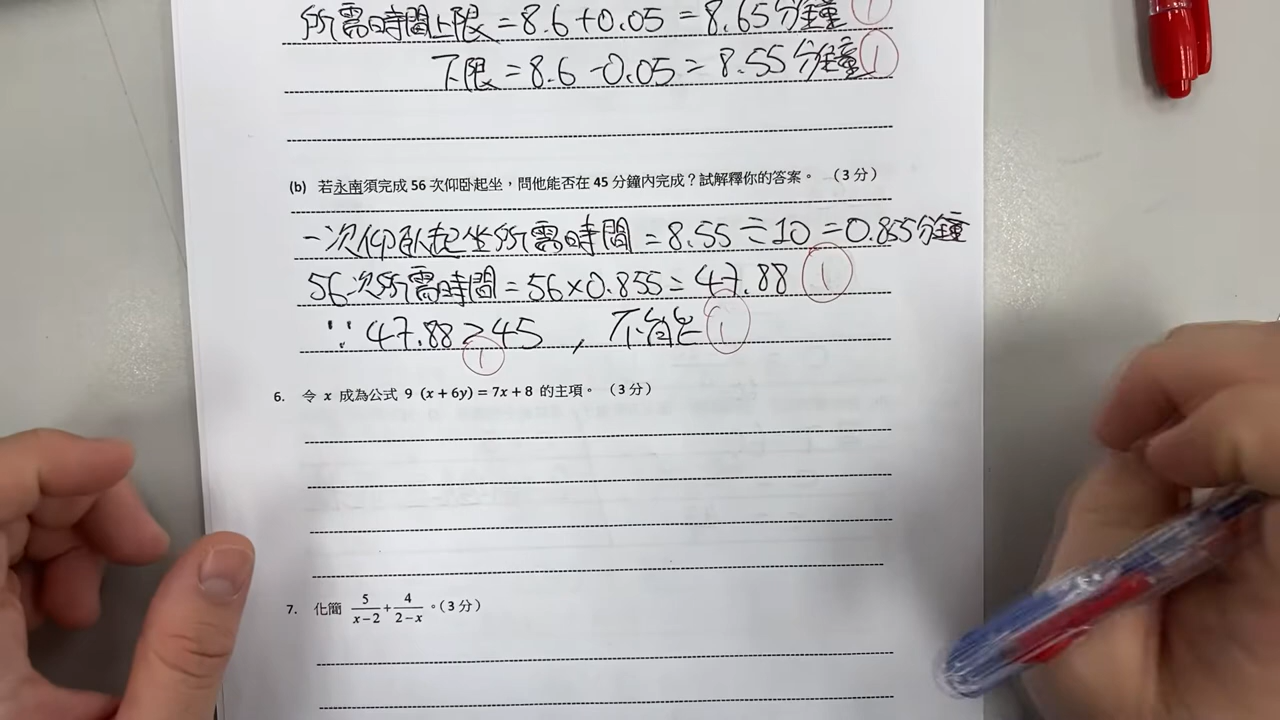 所需時間上限 = 8.6 + 0.05 = 8.65 分鐘 ①
下限 = 8.6 - 0.05 = 8.55 分鐘 ①
(b) 若永南須完成 56 次仰卧起坐，問他能否在 45 分鐘內完成？試解釋你的答案。 （3 分）
一次仰卧起坐所需時間 = 8.55 ÷ 10 = 0.855 分鐘
56次所需時間 = 56 × 0.855 = 47.88 ①
∵ 47.88 > 45 , 不能 ①
①
6. 令 x 成為公式 9 (x + 6y) = 7x + 8 的主項。 （3 分）
7. 化簡 5/(x−2) + 4/(2−x) 。（3 分）